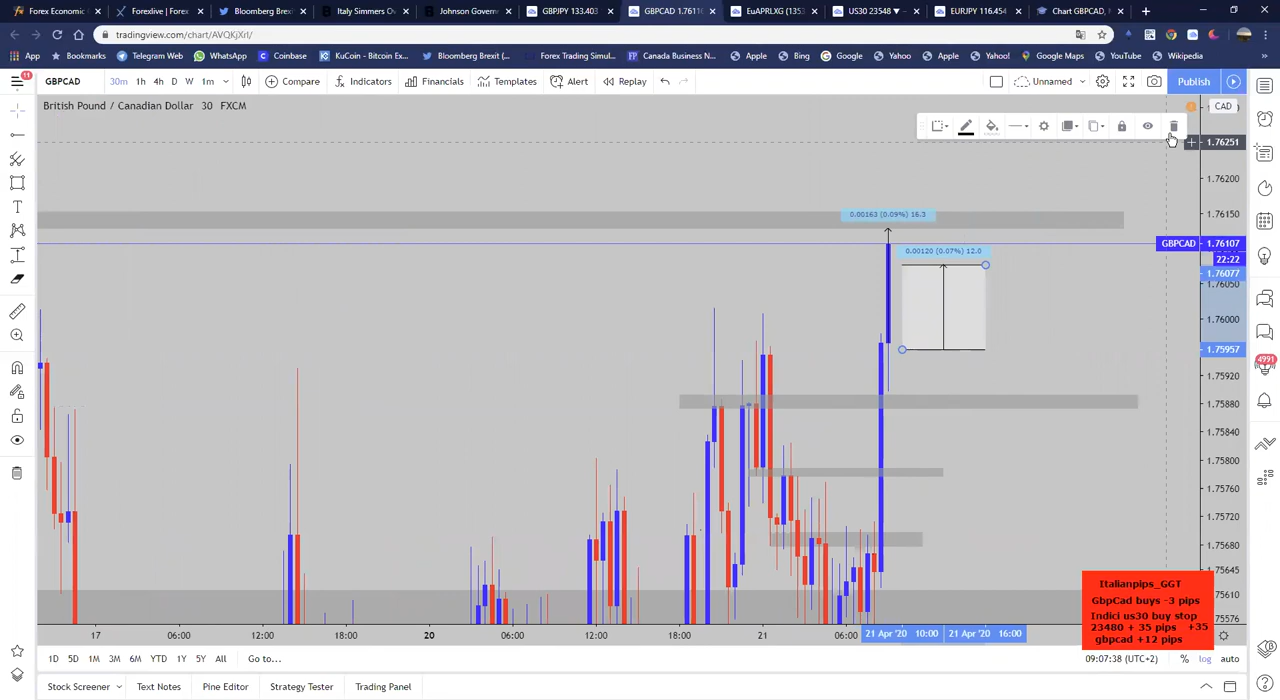 Forex Econom
Forexlive | Forex
Twitter
Bloomberg Brexi
Italy Simmers Ov
Johnson Govern
GBPJPY 133.403
GBPCAD 1.7611
EuAPRLXG (135
US30 23548
EURJPY 116.454
Chart GBPCAD,
tradingview.com/chart/AVQKjXrI/
App
Bookmarks
Telegram Web
WhatsApp
Coinbase
KuCoin - Bitcoin Ex...
Bloomberg Brexit (...
Forex Trading Simul...
Canada Business N...
Apple
Bing
Google
Yahoo
Apple
Yahoo!
Google Maps
YouTube
Wikipedia
11
GBPCAD
30m
1h
4h
D
W
1m
Compare
Indicators
Financials
Templates
Alert
Replay
Unnamed
Publish
British Pound / Canadian Dollar 30 FXCM
CAD
1.76251
1.76200
1.76150
GBPCAD 1.76107
22:22
1.76077
1.76050
1.76000
1.75957
1.75920
1.75880
1.75840
1.75800
1.75760
1.75720
1.75680
1.75645
1.75610
1.75576
0.00163 (0.09%) 16.3
0.00120 (0.07%) 12.0
4991
Italianpips_GGT
GbpCad buys -3 pips
Indici us30 buy stop
23480 + 35 pips +35
gbpcad +12 pips
17
06:00
12:00
18:00
20
06:00
12:00
18:00
21
06:00
21 Apr '20 10:00
21 Apr '20 16:00
1D
5D
1M
3M
6M
YTD
1Y
5Y
All
Go to...
09:07:38 (UTC+2)
%
log
auto
Stock Screener
Text Notes
Pine Editor
Strategy Tester
Trading Panel